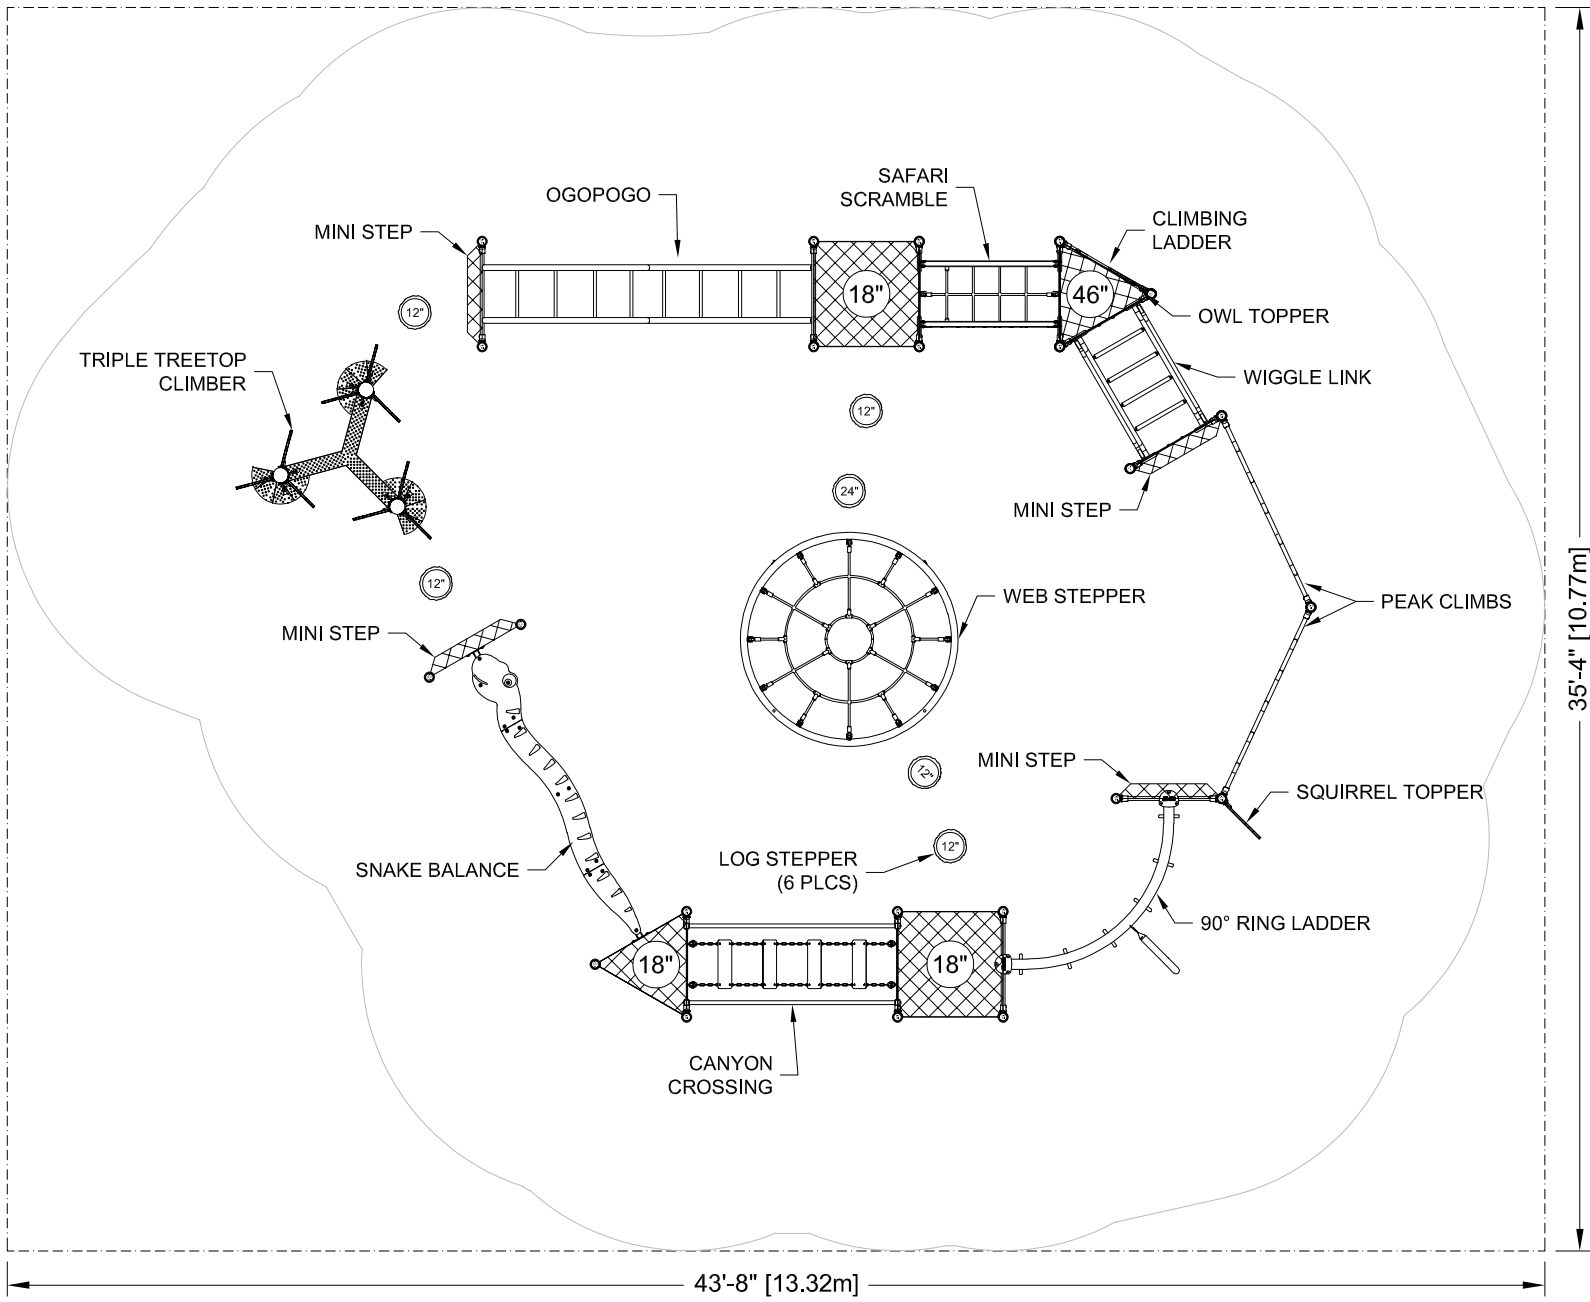 SAFARI
SCRAMBLE
OGOPOGO
CLIMBING
LADDER
MINI STEP
18"
46"
12"
OWL TOPPER
TRIPLE TREETOP
CLIMBER
WIGGLE LINK
12"
24"
MINI STEP
12"
WEB STEPPER
PEAK CLIMBS
MINI STEP
35'-4" [10.77m]
MINI STEP
12"
SQUIRREL TOPPER
LOG STEPPER
(6 PLCS)
12"
SNAKE BALANCE
90° RING LADDER
18"
18"
CANYON
CROSSING
43'-8" [13.32m]